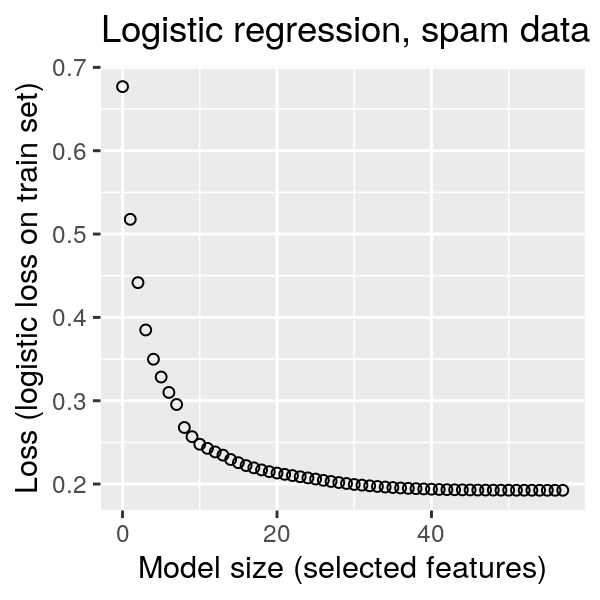 Logistic regression, spam data
Loss (logistic loss on train set)
0.7
0.6
0.5
0.4
0.3
0.2
0 20 40
Model size (selected features)